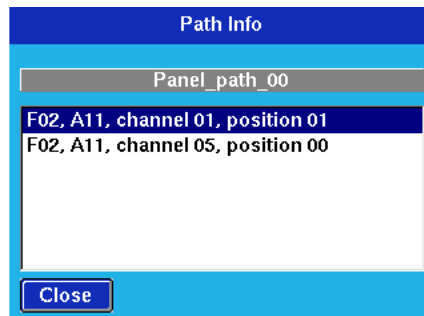 Path Info
Panel_path_00
F02, A11, channel 01, position 01
F02, A11, channel 05, position 00
Close